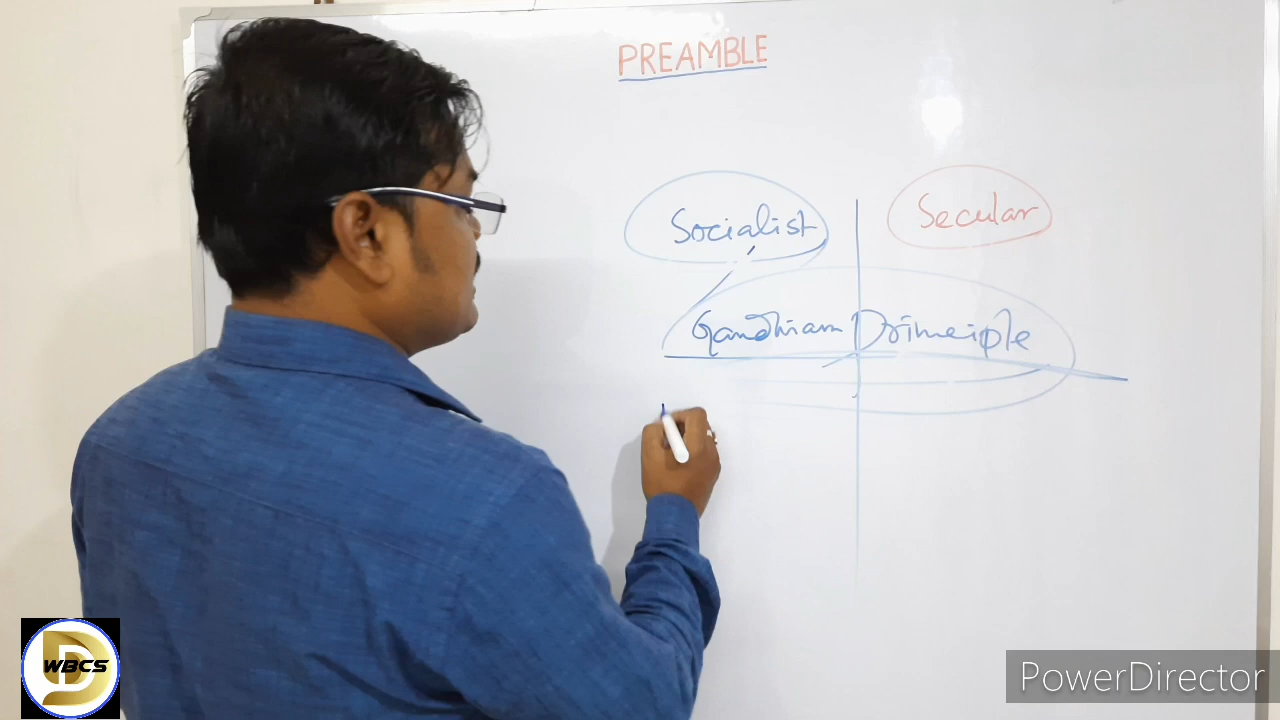 PREAMBLE
Socialist
Secular
Gandhian Principle
WBCS
PowerDirector